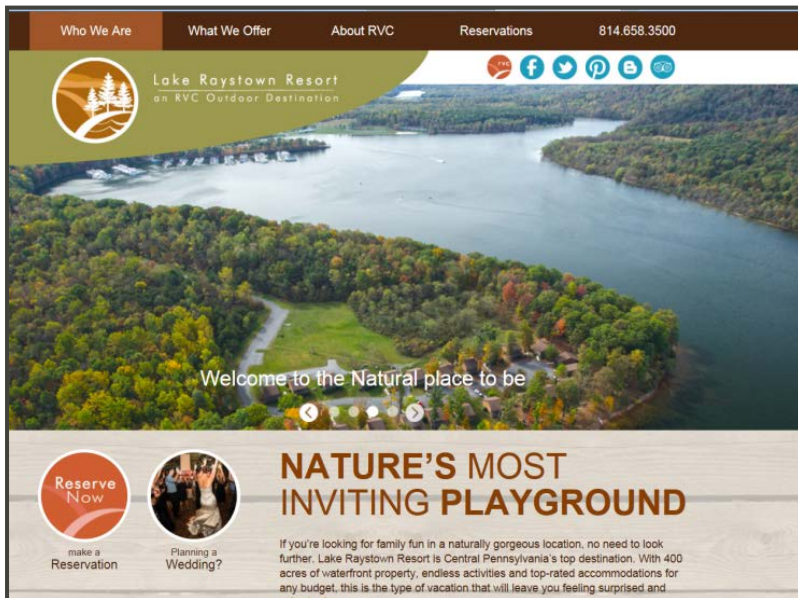 Who We Are What We Offer About RVC Reservations 814.658.3500
Lake Raystown Resort
an RVC Outdoor Destination
rvc
Welcome to the Natural place to be
Reserve
Now
make a
Reservation
Planning a
Wedding?
NATURE'S MOST
INVITING PLAYGROUND
If you're looking for family fun in a naturally gorgeous location, no need to look
further. Lake Raystown Resort is Central Pennsylvania's top destination. With 400
acres of waterfront property, endless activities and top-rated accommodations for
any budget, this is the type of vacation that will leave you feeling surprised and